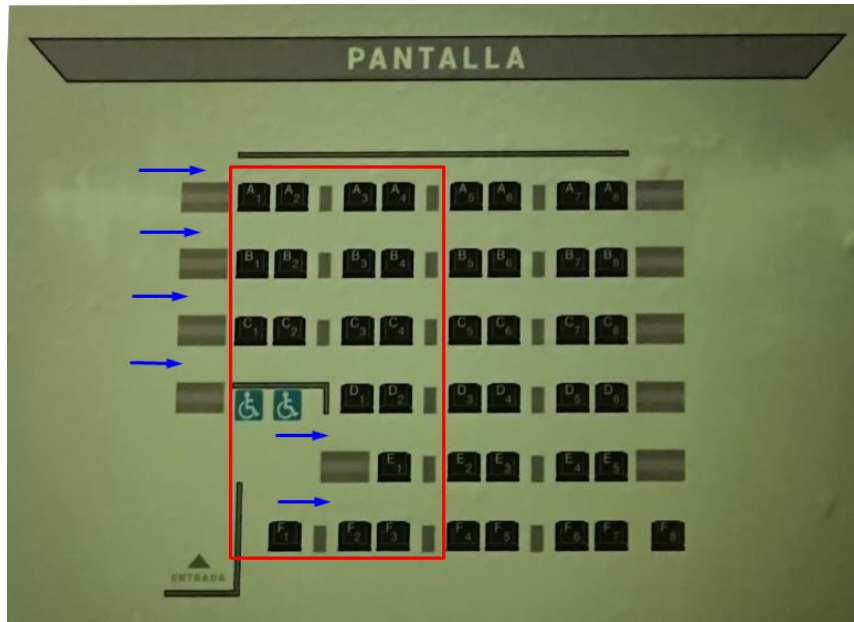 PANTALLA
A1 A2 A3 A4 A5 A6 A7 A8
B1 B2 B3 B4 B5 B6 B7 B8
C1 C2 C3 C4 C5 C6 C7 C8
D1 D2 D3 D4 D5 D6
E1 E2 E3 E4 E5
F1 F2 F3 F4 F5 F6 F7 F8
ENTRADA